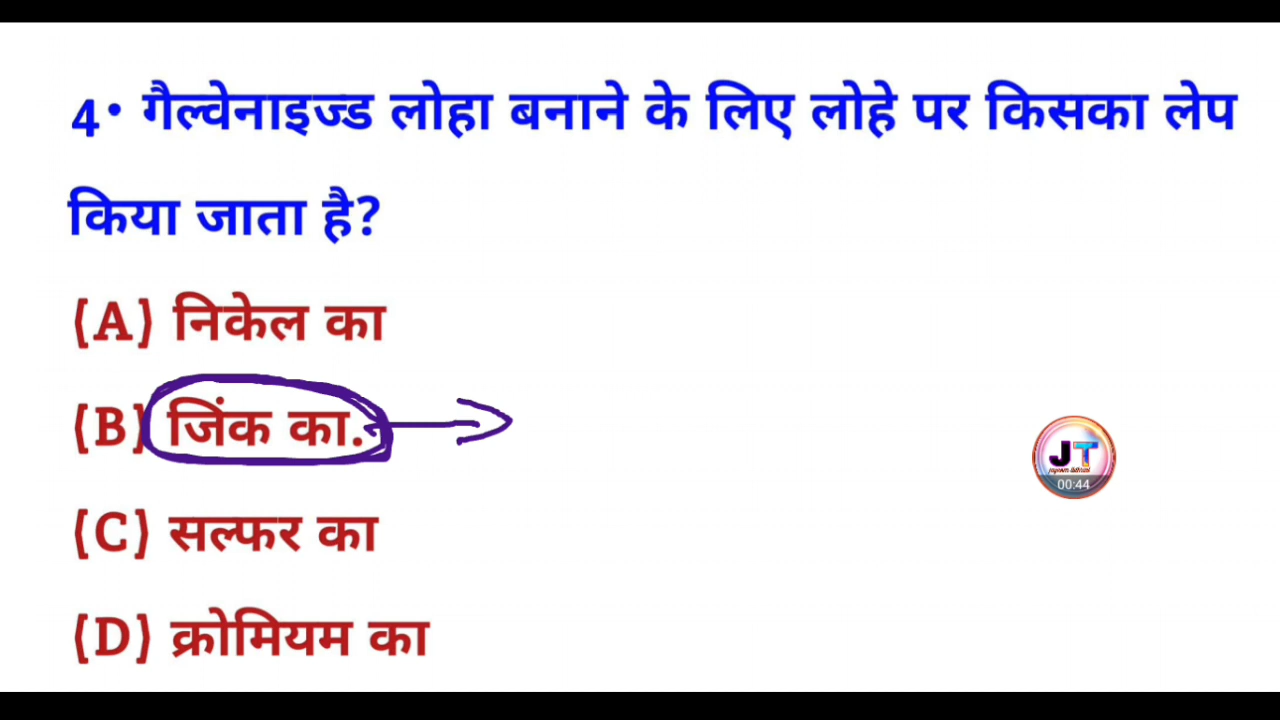 4• गैल्वेनाइज्ड लोहा बनाने के लिए लोहे पर किसका लेप
किया जाता है?
(A) निकेल का
(B) जिंक का.
(C) सल्फर का
(D) क्रोमियम का
JT
00:44